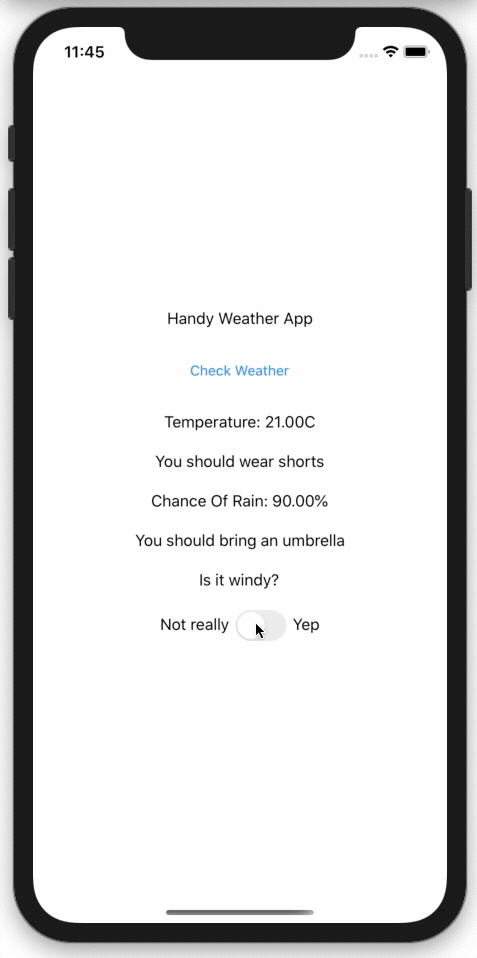 11:45
Handy Weather App
Check Weather
Temperature: 21.00C
You should wear shorts
Chance Of Rain: 90.00%
You should bring an umbrella
Is it windy?
Not really Yep